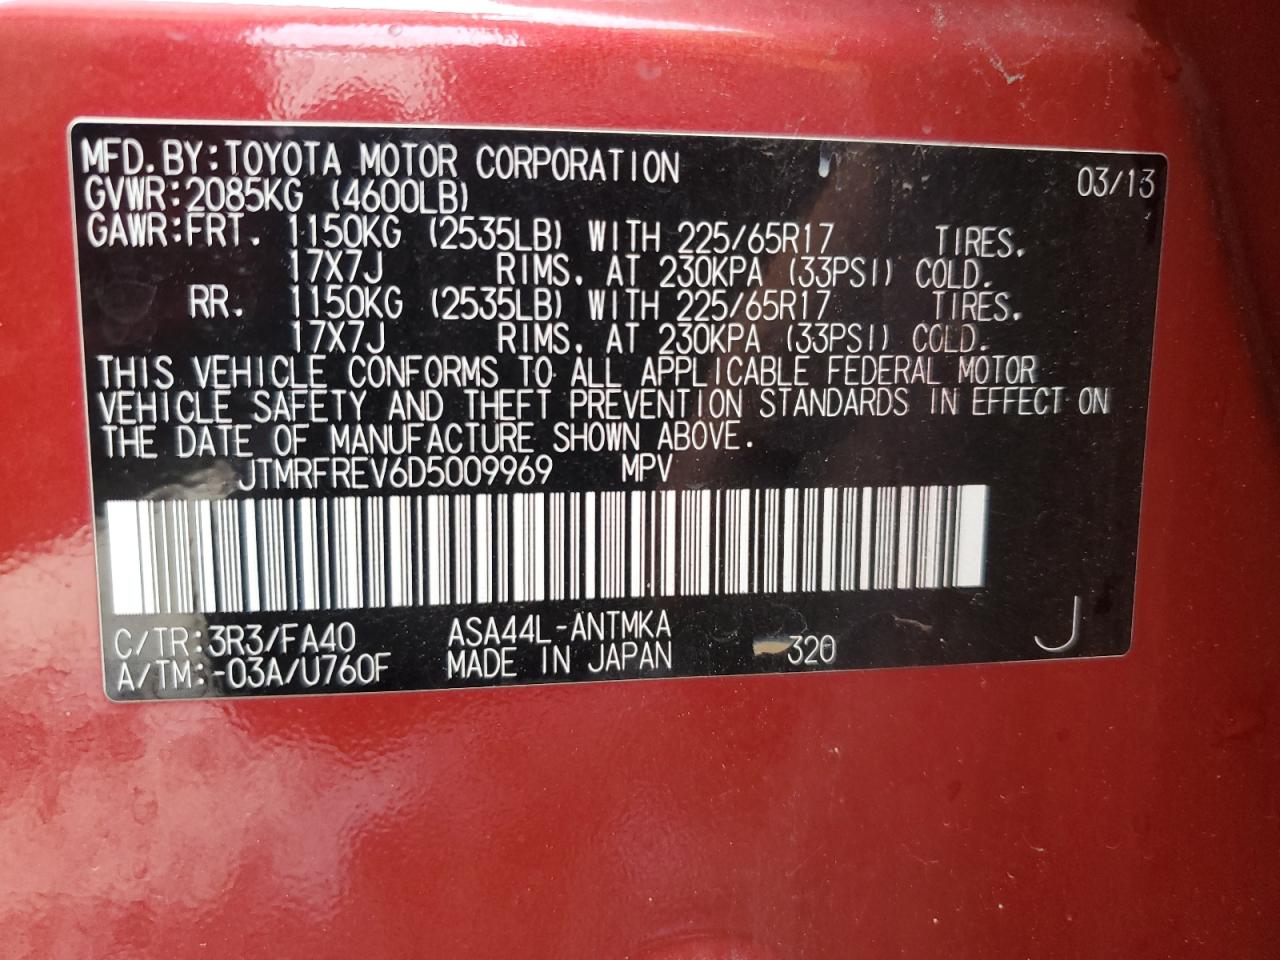 MFD.BY:TOYOTA MOTOR CORPORATION 03/13
GVWR:2085KG (4600LB)
GAWR:FRT. 1150KG (2535LB) WITH 225/65R17 TIRES.
17X7J RIMS. AT 230KPA (33PSI) COLD.
RR. 1150KG (2535LB) WITH 225/65R17 TIRES.
17X7J RIMS. AT 230KPA (33PSI) COLD.
THIS VEHICLE CONFORMS TO ALL APPLICABLE FEDERAL MOTOR
VEHICLE SAFETY AND THEFT PREVENTION STANDARDS IN EFFECT ON
THE DATE OF MANUFACTURE SHOWN ABOVE.
JTMRFREV6D5009969 MPV
C/TR:3R3/FA40 ASA44L-ANTMKA
A/TM:-03A/U760F MADE IN JAPAN 320 J